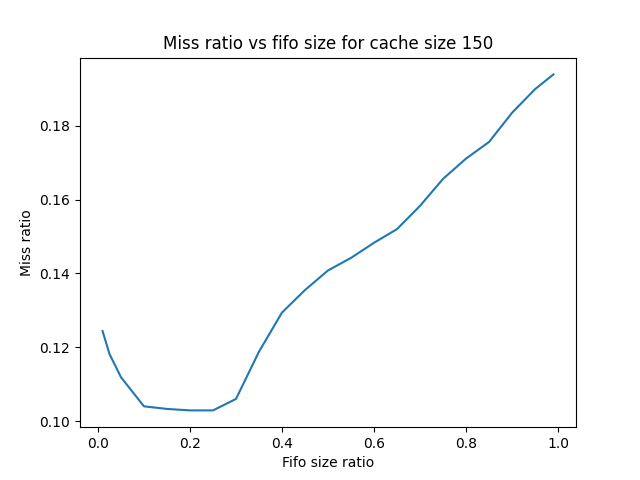 Miss ratio vs fifo size for cache size 150
Miss ratio
0.18
0.16
0.14
0.12
0.10
0.0 0.2 0.4 0.6 0.8 1.0
Fifo size ratio